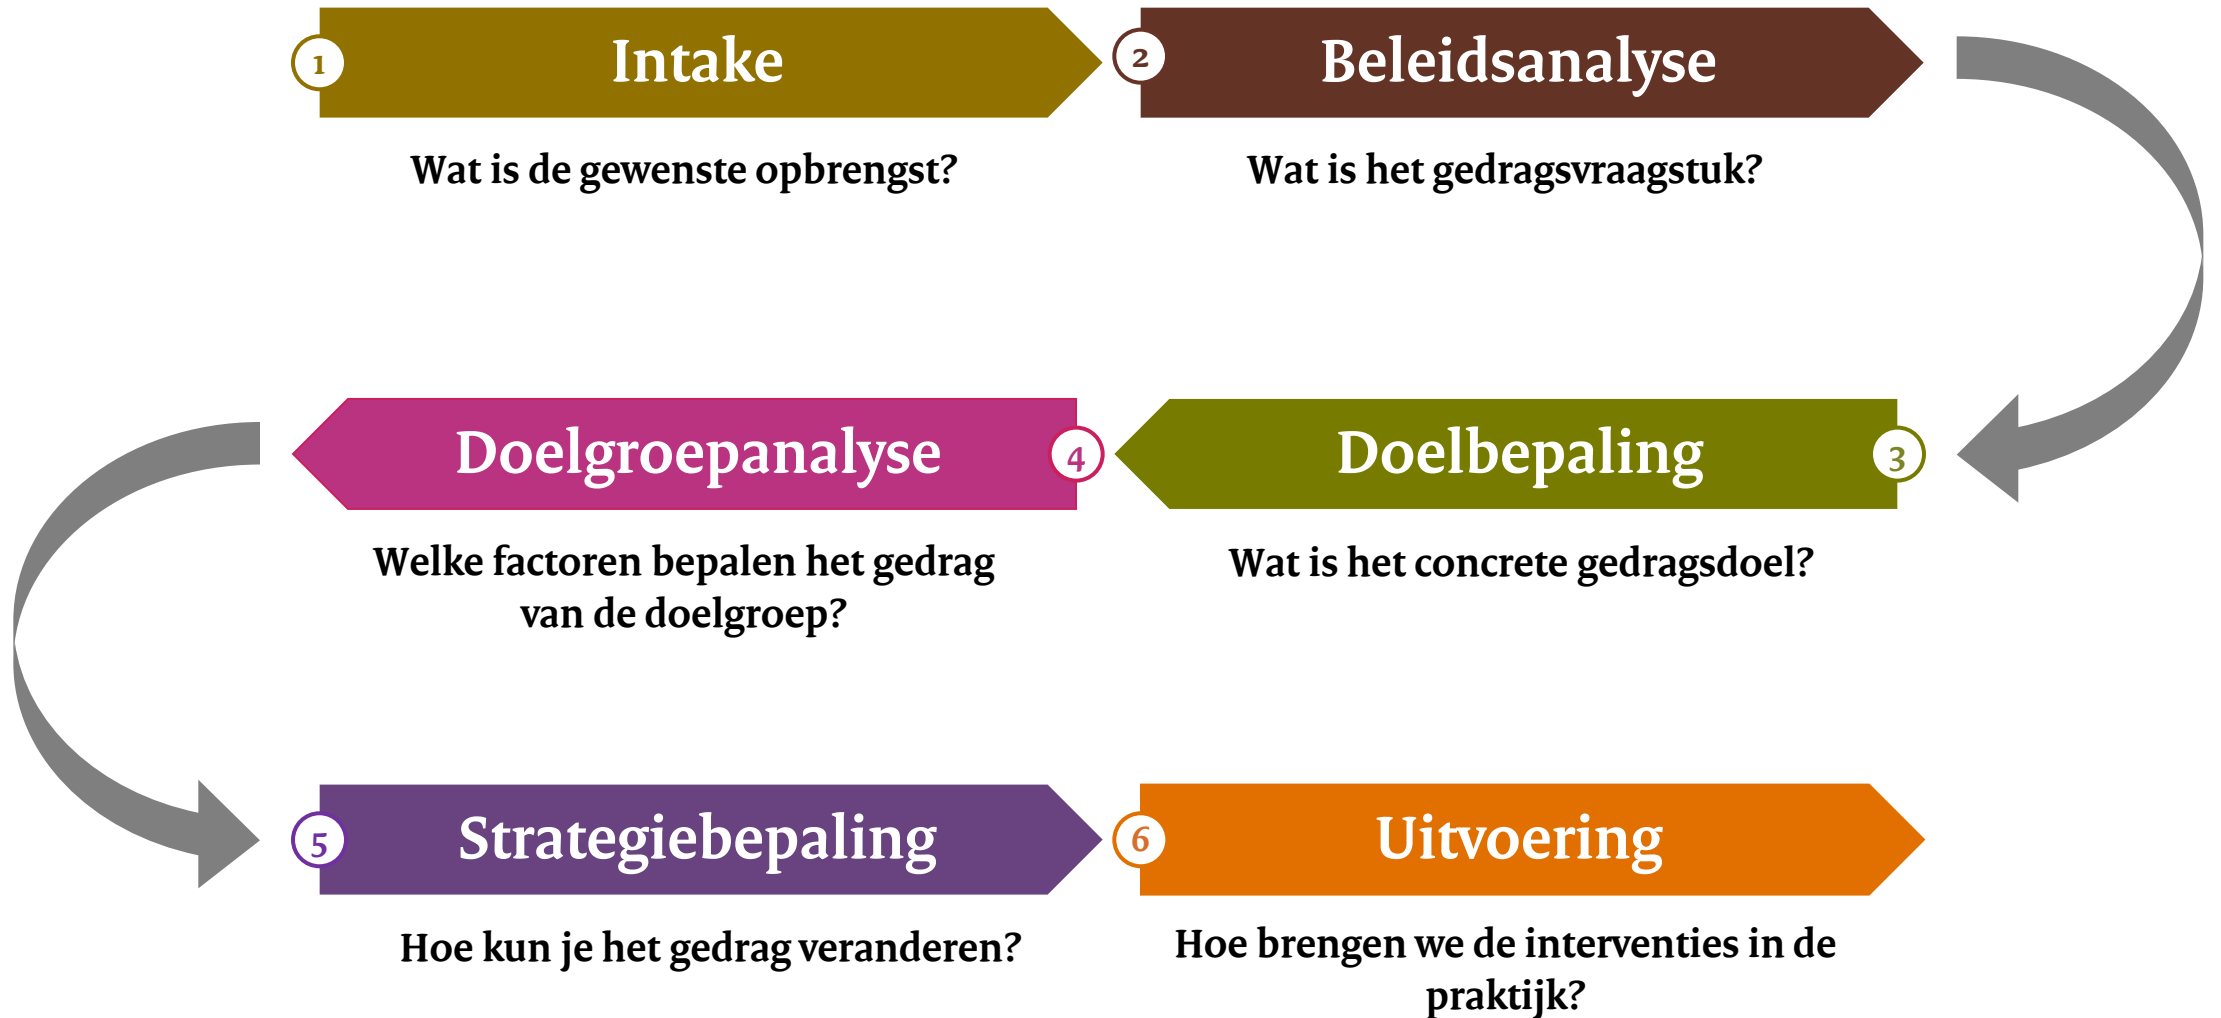 1
Intake
Wat is de gewenste opbrengst?
2
Beleidsanalyse
Wat is het gedragsvraagstuk?
3
Doelbepaling
Wat is het concrete gedragsdoel?
4
Doelgroepanalyse
Welke factoren bepalen het gedrag
van de doelgroep?
5
Strategiebepaling
Hoe kun je het gedrag veranderen?
6
Uitvoering
Hoe brengen we de interventies in de
praktijk?